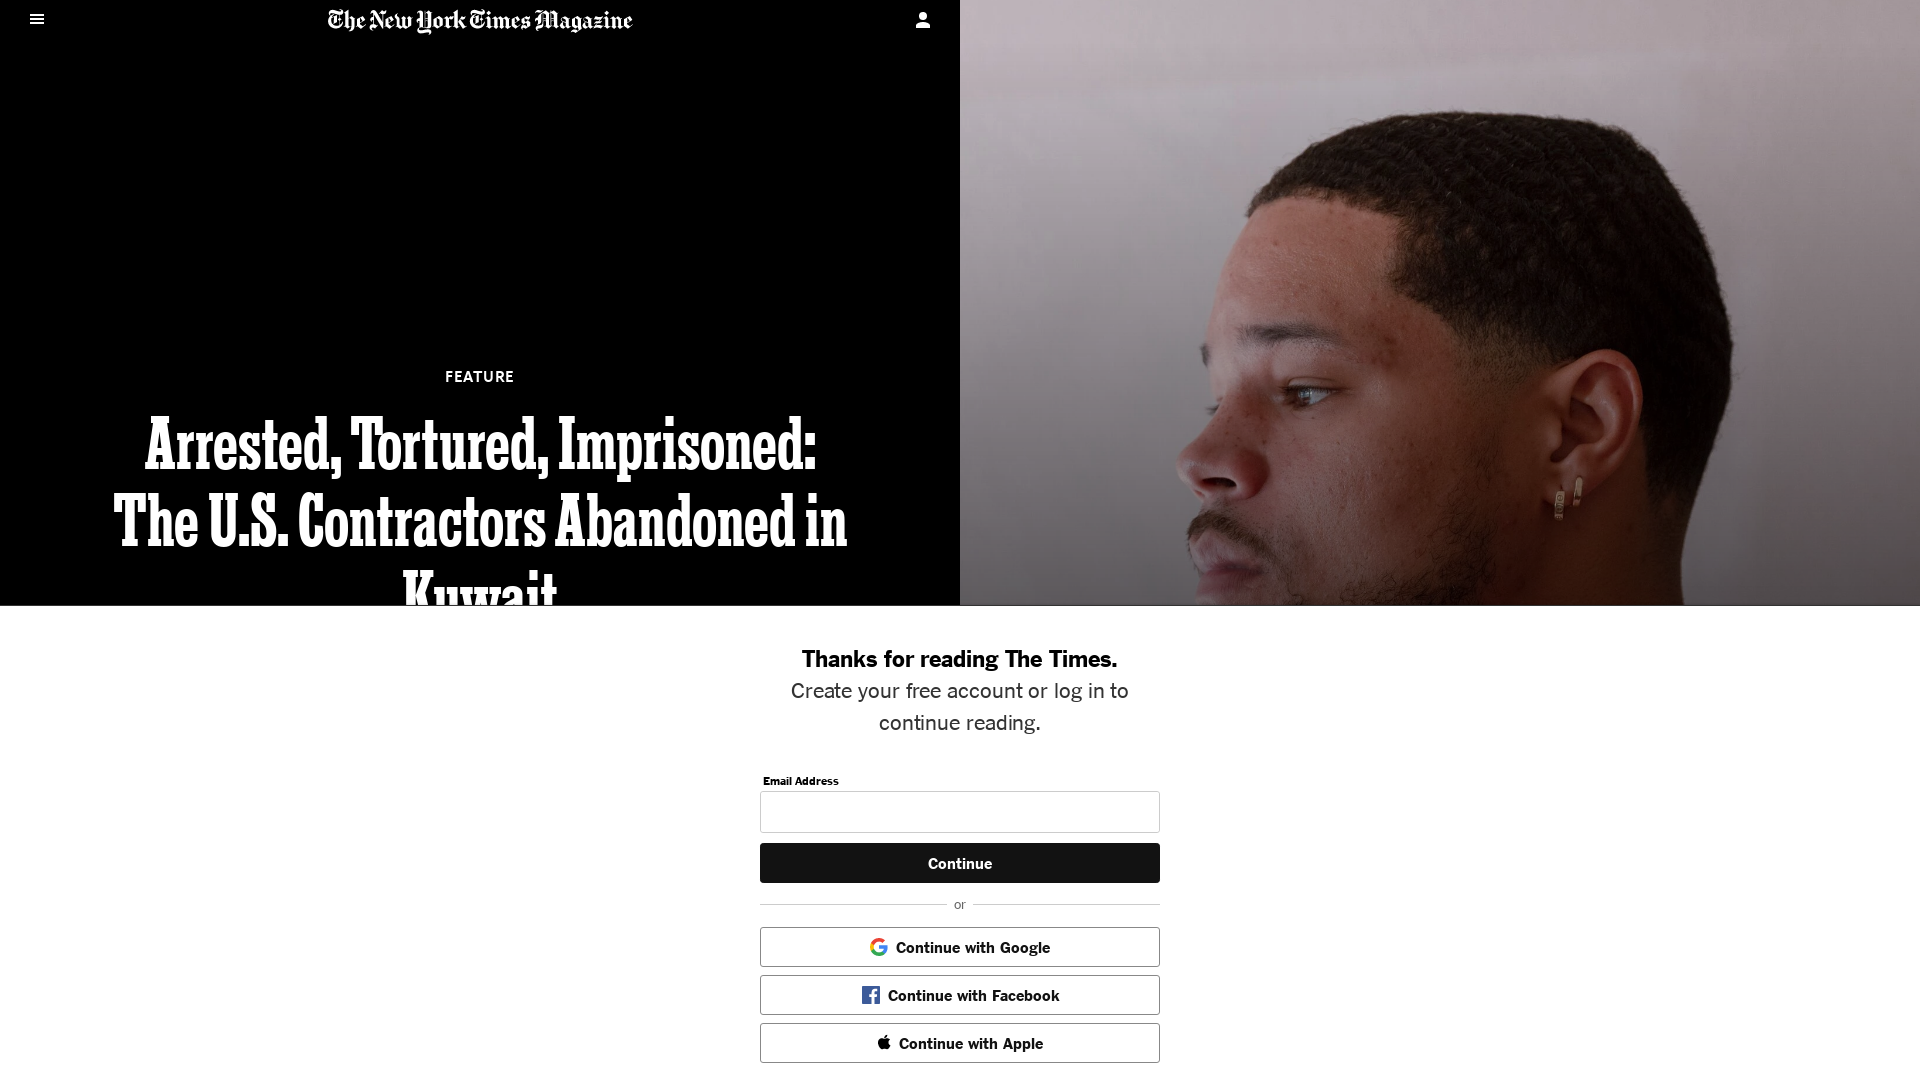 The New York Times Magazine
FEATURE
Arrested, Tortured, Imprisoned:
The U.S. Contractors Abandoned in
Kuwait
Thanks for reading The Times.
Create your free account or log in to
continue reading.
Email Address
Continue
or
Continue with Google
Continue with Facebook
Continue with Apple